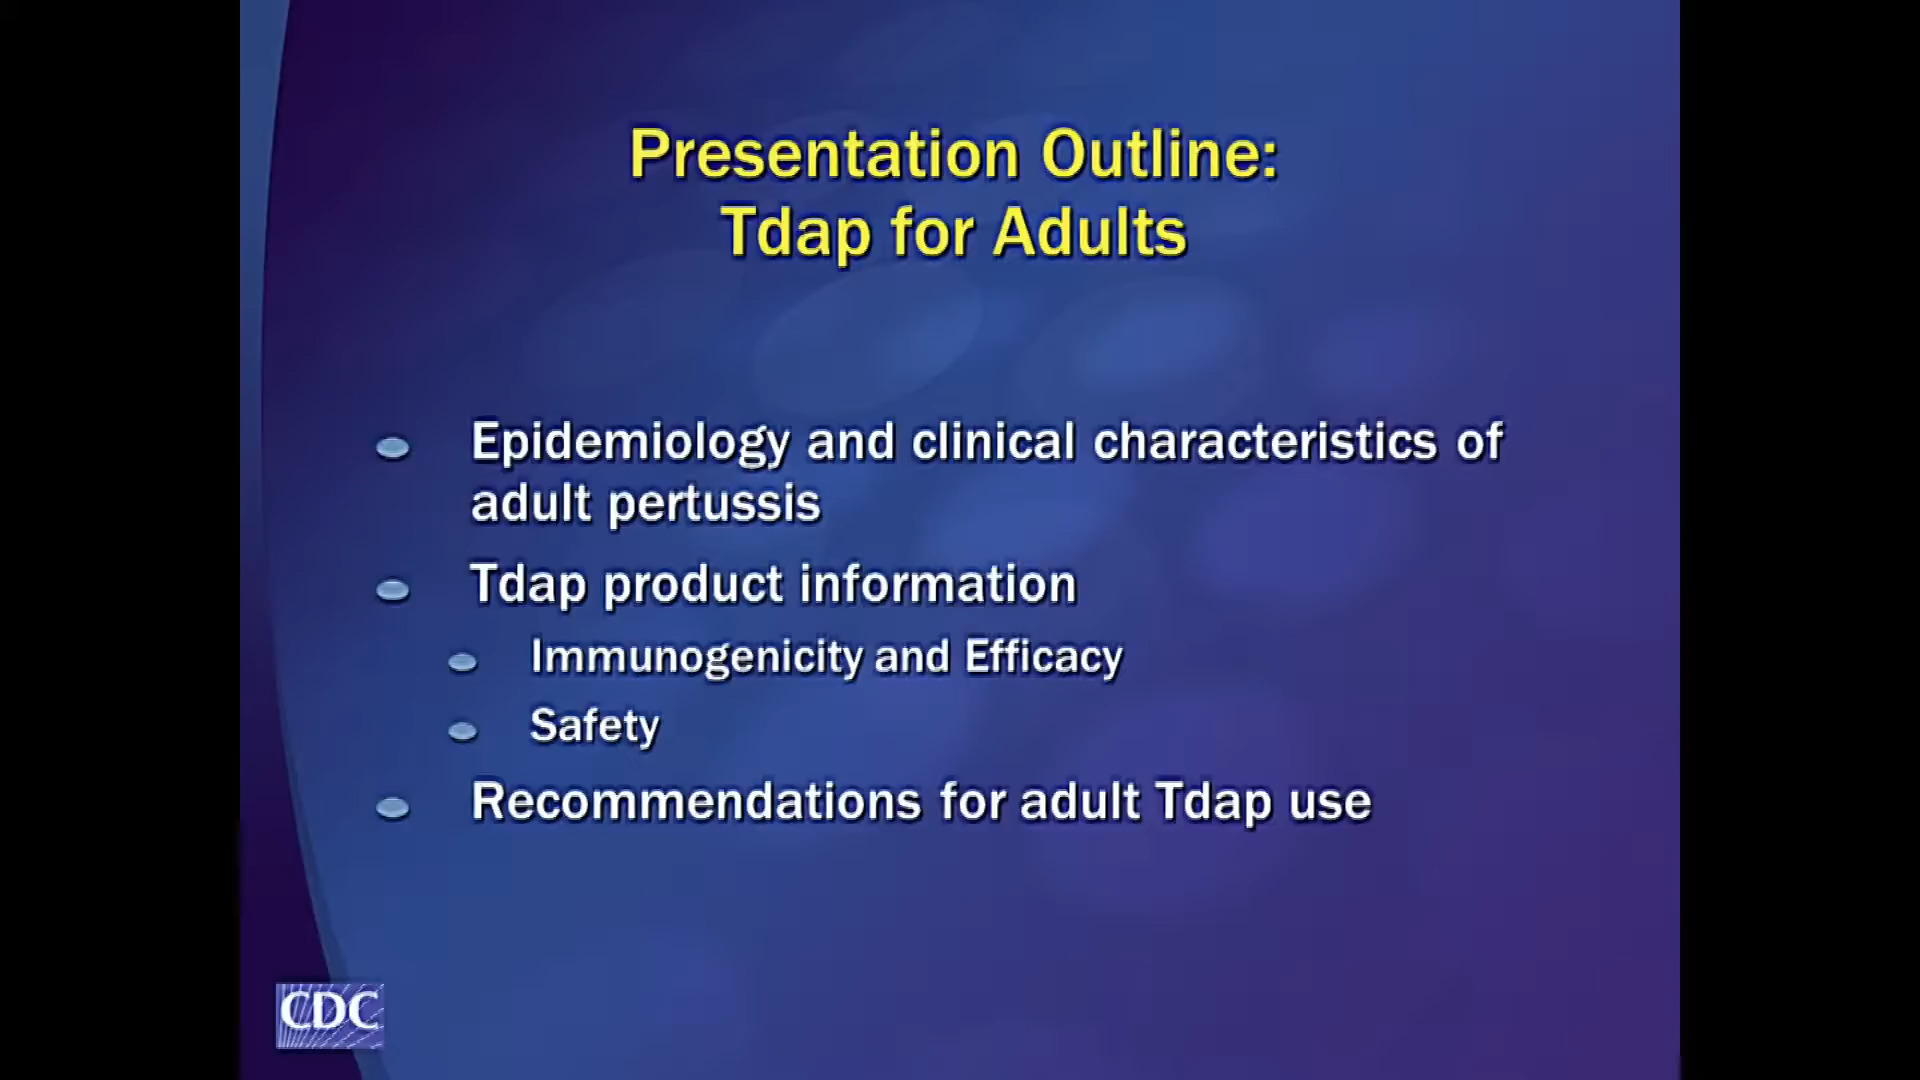 Presentation Outline:
Tdap for Adults
Epidemiology and clinical characteristics of
adult pertussis
Tdap product information
Immunogenicity and Efficacy
Safety
Recommendations for adult Tdap use
CDC